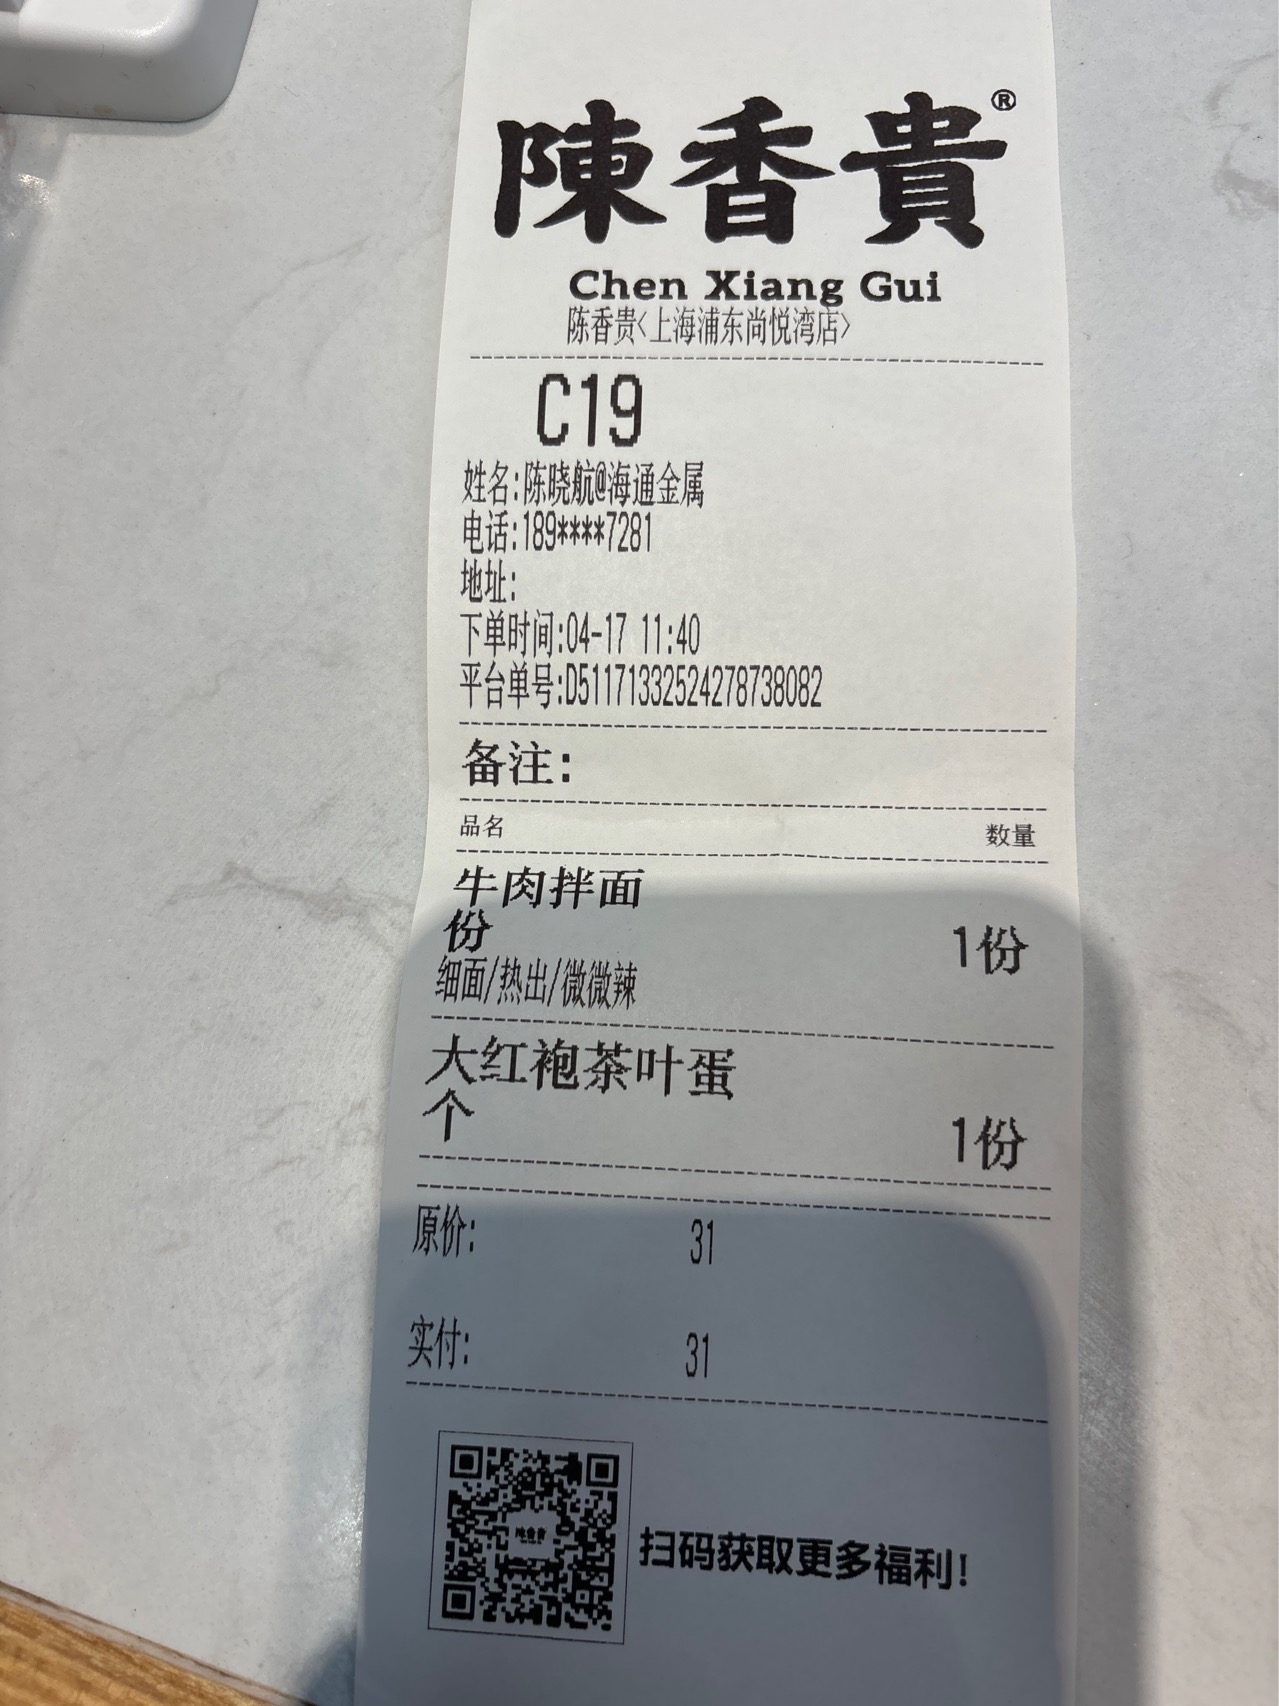 陳香貴®
Chen Xiang Gui
陈香贵<上海浦东尚悦湾店>
C19
姓名:陈晓航@海通金属
电话:189****7281
地址:
下单时间:04-17 11:40
平台单号:D51171332524278738082
备注:
品名 数量
牛肉拌面
份 1份
细面/热出/微微辣
大红袍茶叶蛋
个 1份
原价: 31
实付: 31
陳香貴
扫码获取更多福利!